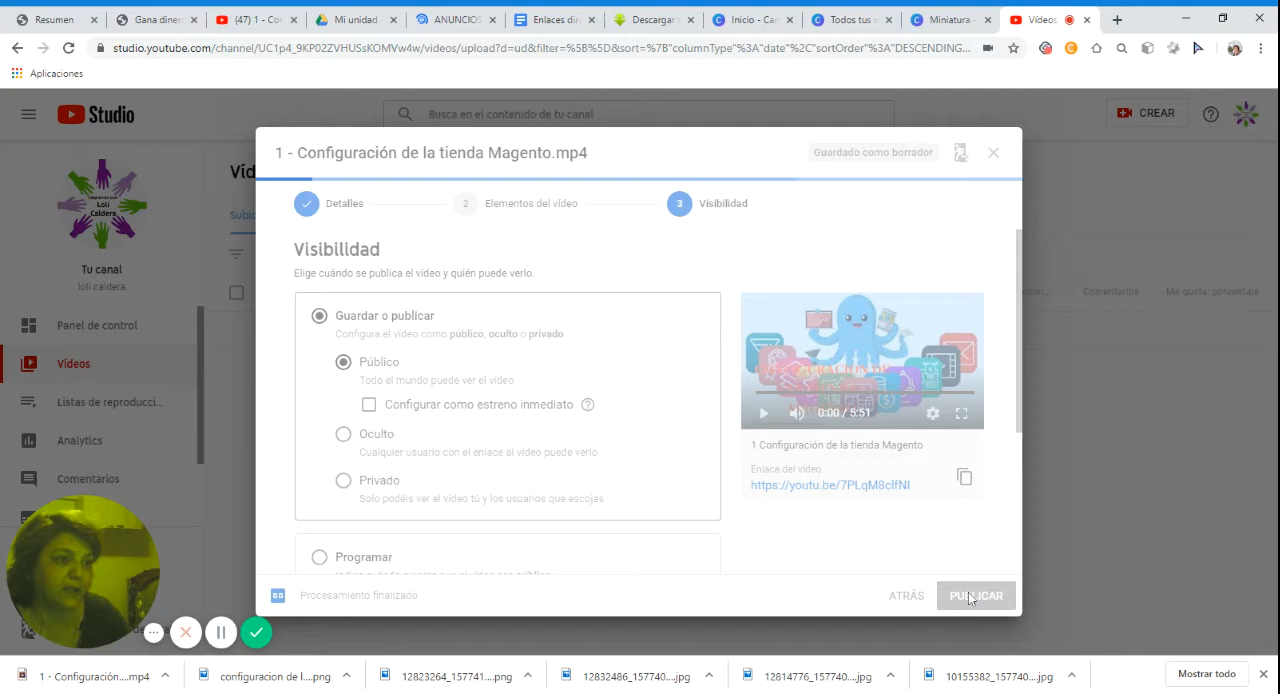 Resumen
Gana diner
(47) 1 - Co
Mi unidad
ANUNCIOS
Enlaces dir
Descargar
Inicio - Can
Todos tus
Miniatura -
Vídeos
studio.youtube.com/channel/UC1p4_9KP02ZVHUSsKOMVw4w/videos/upload?d=ud&filter=%5B%5D&sort=%7B"columnType"%3A"date"%2C"sortOrder"%3A"DESCENDING...
Aplicaciones
Studio
Busca en el contenido de tu canal
CREAR
Loli
Caldera
Tu canal
loli caldera
Panel de control
Vídeos
Listas de reproducci...
Analytics
Comentarios
Víd
Subi
Comentarios
Me gusta: porcentaje
1 - Configuración de la tienda Magento.mp4
Guardado como borrador
Detalles
2 Elementos del vídeo
3 Visibilidad
Visibilidad
Elige cuándo se publica el vídeo y quién puede verlo.
Guardar o publicar
Configura el vídeo como público, oculto o privado
Público
Todo el mundo puede ver el vídeo
Configurar como estreno inmediato
Oculto
Cualquier usuario con el enlace al vídeo puede verlo
Privado
Solo podéis ver el vídeo tú y los usuarios que escojas
Programar
0:00 / 5:51
1 Configuración de la tienda Magento
Enlace del vídeo
https://youtu.be/7PLqM8clfNI
SD
Procesamiento finalizado
ATRÁS
PUBLICAR
1 - Configuración....mp4
configuracion de l....png
12823264_157741....png
12832486_157740...jpg
12814776_157740...jpg
10155382_157740...jpg
Mostrar todo